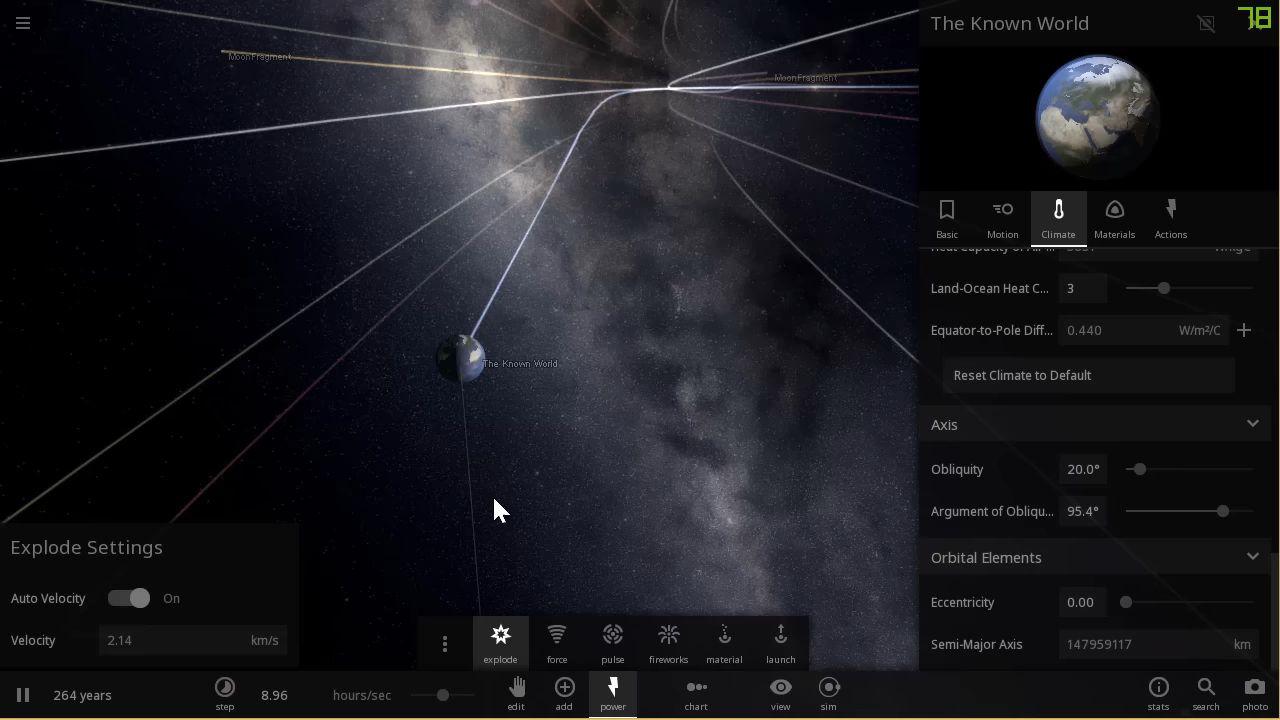 The Known World
78
MoonFragment
MoonFragment
Basic
Motion
Climate
Materials
Actions
Land-Ocean Heat C...
3
Equator-to-Pole Diff...
0.440
W/m²/C
The Known World
Reset Climate to Default
Axis
Obliquity
20.0°
Argument of Obliqu...
95.4°
Explode Settings
Orbital Elements
Auto Velocity
On
Eccentricity
0.00
Velocity
2.14
km/s
Semi-Major Axis
147959117
km
explode
force
pulse
fireworks
material
launch
264 years
step
8.96
hours/sec
edit
add
power
chart
view
sim
stats
search
photo